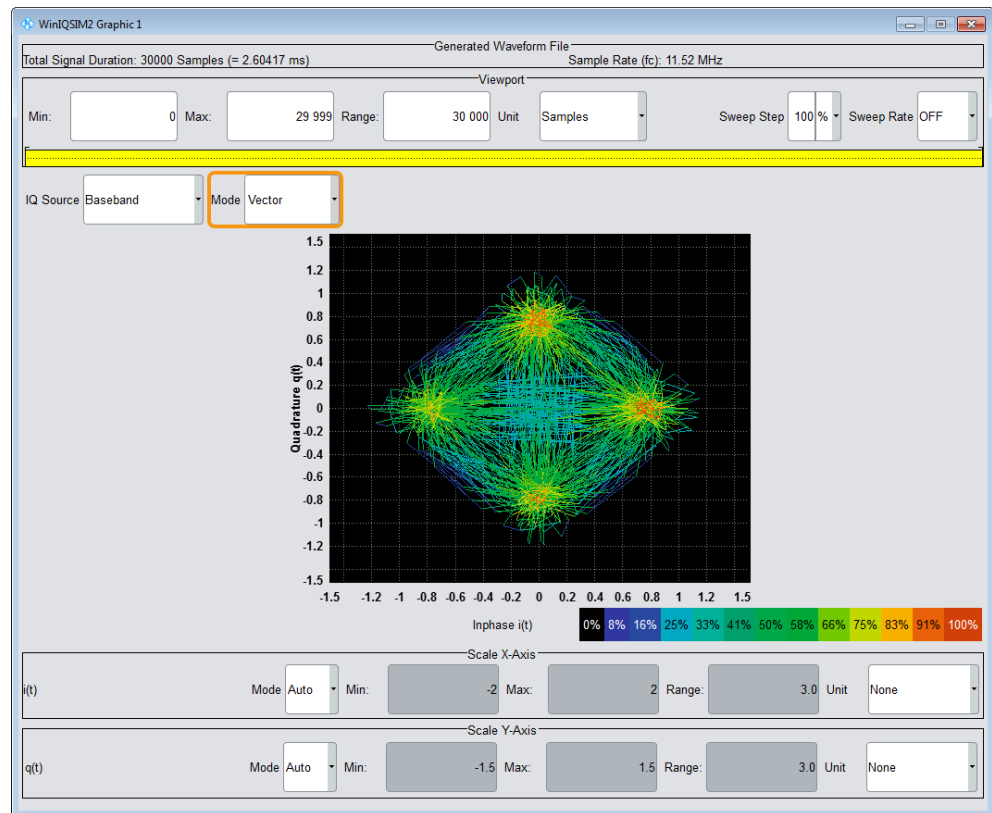 WinIQSIM2 Graphic 1
Generated Waveform File
Total Signal Duration: 30000 Samples (= 2.60417 ms) Sample Rate (fc): 11.52 MHz
Viewport
Min: 0 Max: 29 999 Range: 30 000 Unit Samples Sweep Step 100 % Sweep Rate OFF
IQ Source Baseband Mode Vector
1.5
1.2
1
0.8
0.6
0.4
0.2
0
-0.2
-0.4
-0.6
-0.8
-1
-1.2
-1.5
Quadrature q(t)
-1.5 -1.2 -1 -0.8 -0.6 -0.4 -0.2 0 0.2 0.4 0.6 0.8 1 1.2 1.5
Inphase i(t) 0% 8% 16% 25% 33% 41% 50% 58% 66% 75% 83% 91% 100%
Scale X-Axis
i(t) Mode Auto Min: -2 Max: 2 Range: 3.0 Unit None
Scale Y-Axis
q(t) Mode Auto Min: -1.5 Max: 1.5 Range: 3.0 Unit None